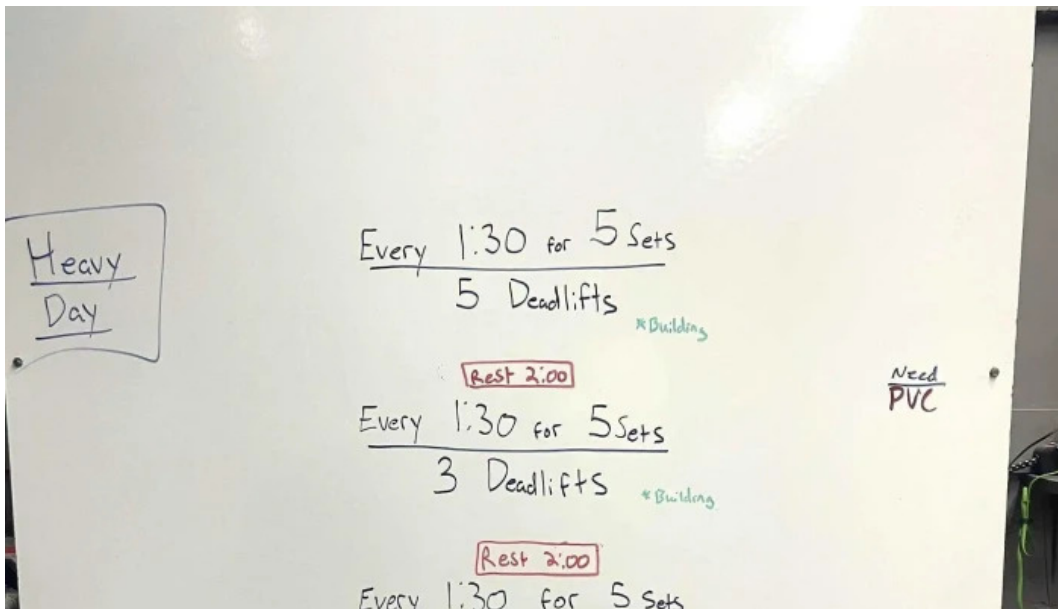 Heavy
Day
Every 1:30 for 5 Sets
5 Deadlifts
*Building
Rest 2:00
Need
PVC
Every 1:30 for 5 Sets
3 Deadlifts
*Building
Rest 2:00
Every 1:30 for 5 Sets